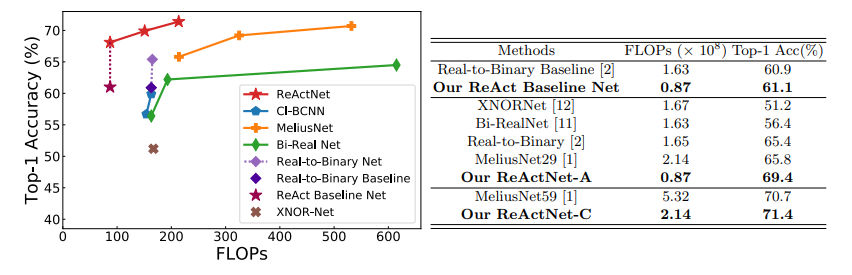 Top-1 Accuracy (%)
70
65
60
55
50
45
40
0 100 200 300 400 500 600
FLOPs
ReActNet
CI-BCNN
MeliusNet
Bi-Real Net
Real-to-Binary Net
Real-to-Binary Baseline
ReAct Baseline Net
XNOR-Net
Methods FLOPs (× 10⁸) Top-1 Acc(%)
Real-to-Binary Baseline [2] 1.63 60.9
Our ReAct Baseline Net 0.87 61.1
XNORNet [12] 1.67 51.2
Bi-RealNet [11] 1.63 56.4
Real-to-Binary [2] 1.65 65.4
MeliusNet29 [1] 2.14 65.8
Our ReActNet-A 0.87 69.4
MeliusNet59 [1] 5.32 70.7
Our ReActNet-C 2.14 71.4